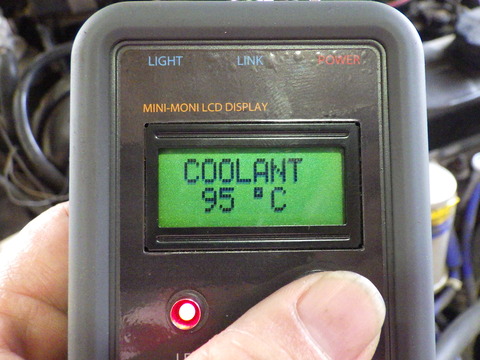 LIGHT LINK POWER
MINI-MONI LCD DISPLAY
COOLANT
95 °C